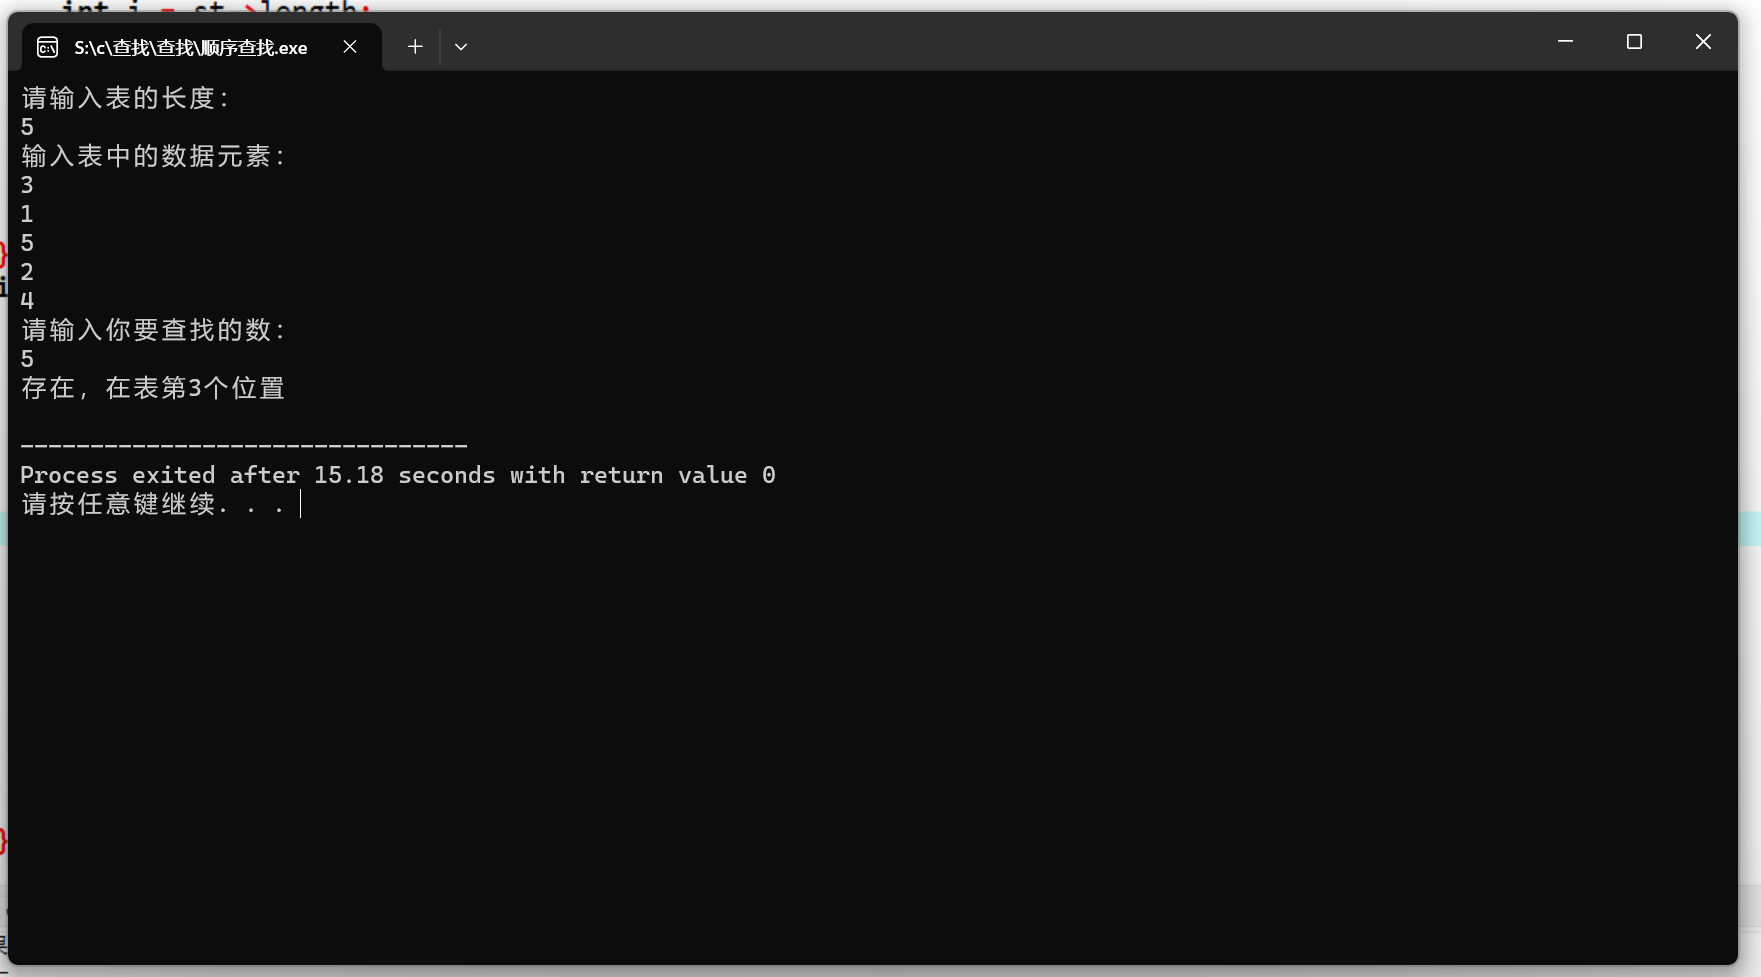 int i = st->length;
S:\c\查找\查找\顺序查找.exe
请输入表的长度：
5
输入表中的数据元素：
3
1
5
2
4
请输入你要查找的数：
5
存在，在表第3个位置
--------------------------------
Process exited after 15.18 seconds with return value 0
请按任意键继续. . .
}
i
}